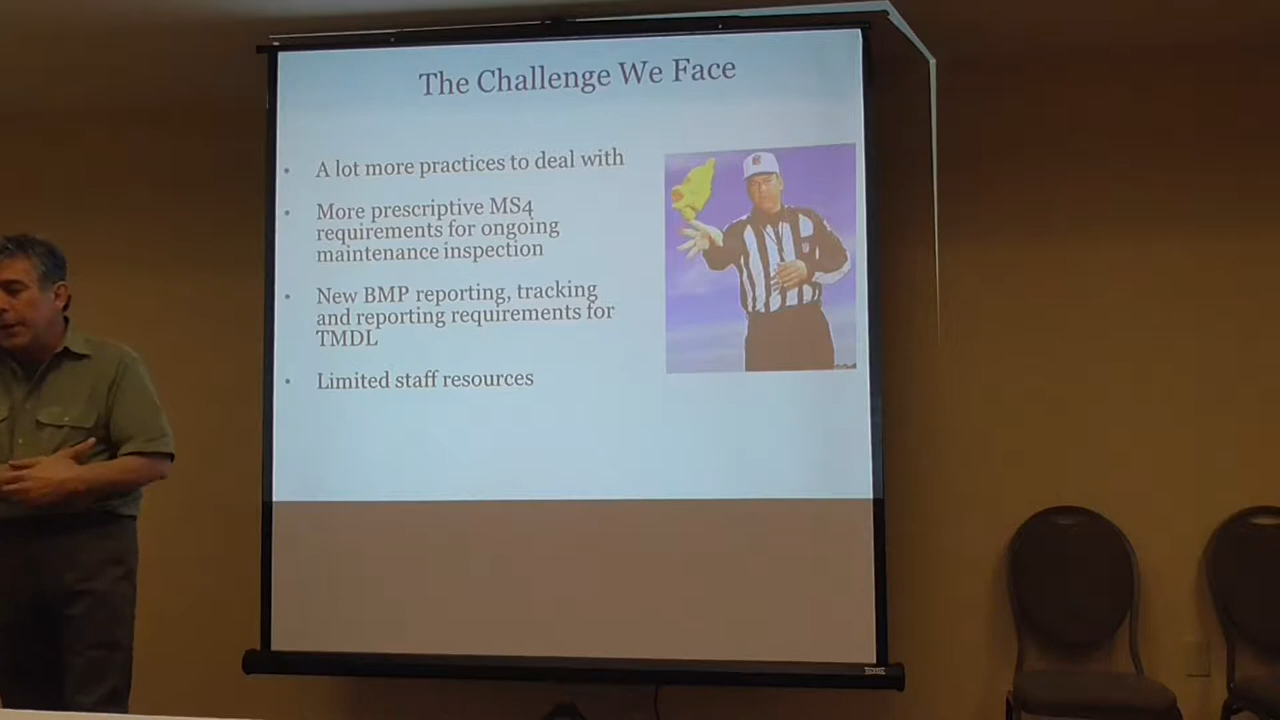 The Challenge We Face
• A lot more practices to deal with
• More prescriptive MS4
requirements for ongoing
maintenance inspection
• New BMP reporting, tracking
and reporting requirements for
TMDL
• Limited staff resources